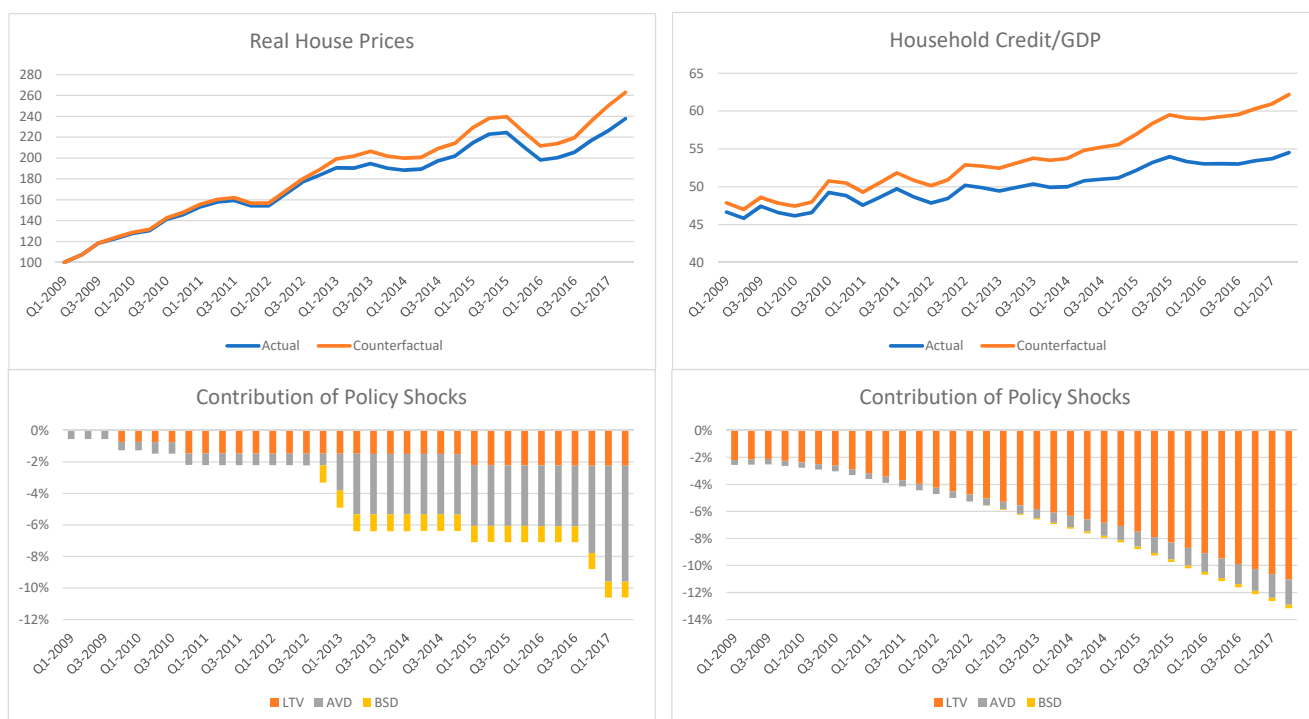 Real House Prices
280
260
240
220
200
180
160
140
120
100
Q1-2009
Q3-2009
Q1-2010
Q3-2010
Q1-2011
Q3-2011
Q1-2012
Q3-2012
Q1-2013
Q3-2013
Q1-2014
Q3-2014
Q1-2015
Q3-2015
Q1-2016
Q3-2016
Q1-2017
Actual Counterfactual
Household Credit/GDP
65
60
55
50
45
40
Q1-2009
Q3-2009
Q1-2010
Q3-2010
Q1-2011
Q3-2011
Q1-2012
Q3-2012
Q1-2013
Q3-2013
Q1-2014
Q3-2014
Q1-2015
Q3-2015
Q1-2016
Q3-2016
Q1-2017
Actual Counterfactual
Contribution of Policy Shocks
0%
-2%
-4%
-6%
-8%
-10%
-12%
Q1-2009
Q3-2009
Q1-2010
Q3-2010
Q1-2011
Q3-2011
Q1-2012
Q3-2012
Q1-2013
Q3-2013
Q1-2014
Q3-2014
Q1-2015
Q3-2015
Q1-2016
Q3-2016
Q1-2017
LTV AVD BSD
Contribution of Policy Shocks
0%
-2%
-4%
-6%
-8%
-10%
-12%
-14%
Q1-2009
Q3-2009
Q1-2010
Q3-2010
Q1-2011
Q3-2011
Q1-2012
Q3-2012
Q1-2013
Q3-2013
Q1-2014
Q3-2014
Q1-2015
Q3-2015
Q1-2016
Q3-2016
Q1-2017
LTV AVD BSD